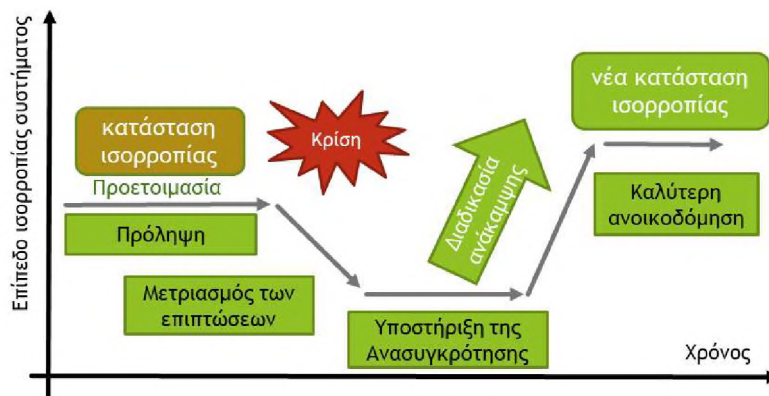 Επίπεδο ισορροπίας συστήματος
κατάσταση
ισορροπίας
Προετοιμασία
Πρόληψη
Κρίση
Μετριασμός των
επιπτώσεων
Υποστήριξη της
Ανασυγκρότησης
Διαδικασία
ανάκαμψης
νέα κατάσταση
ισορροπίας
Καλύτερη
ανοικοδόμηση
Χρόνος